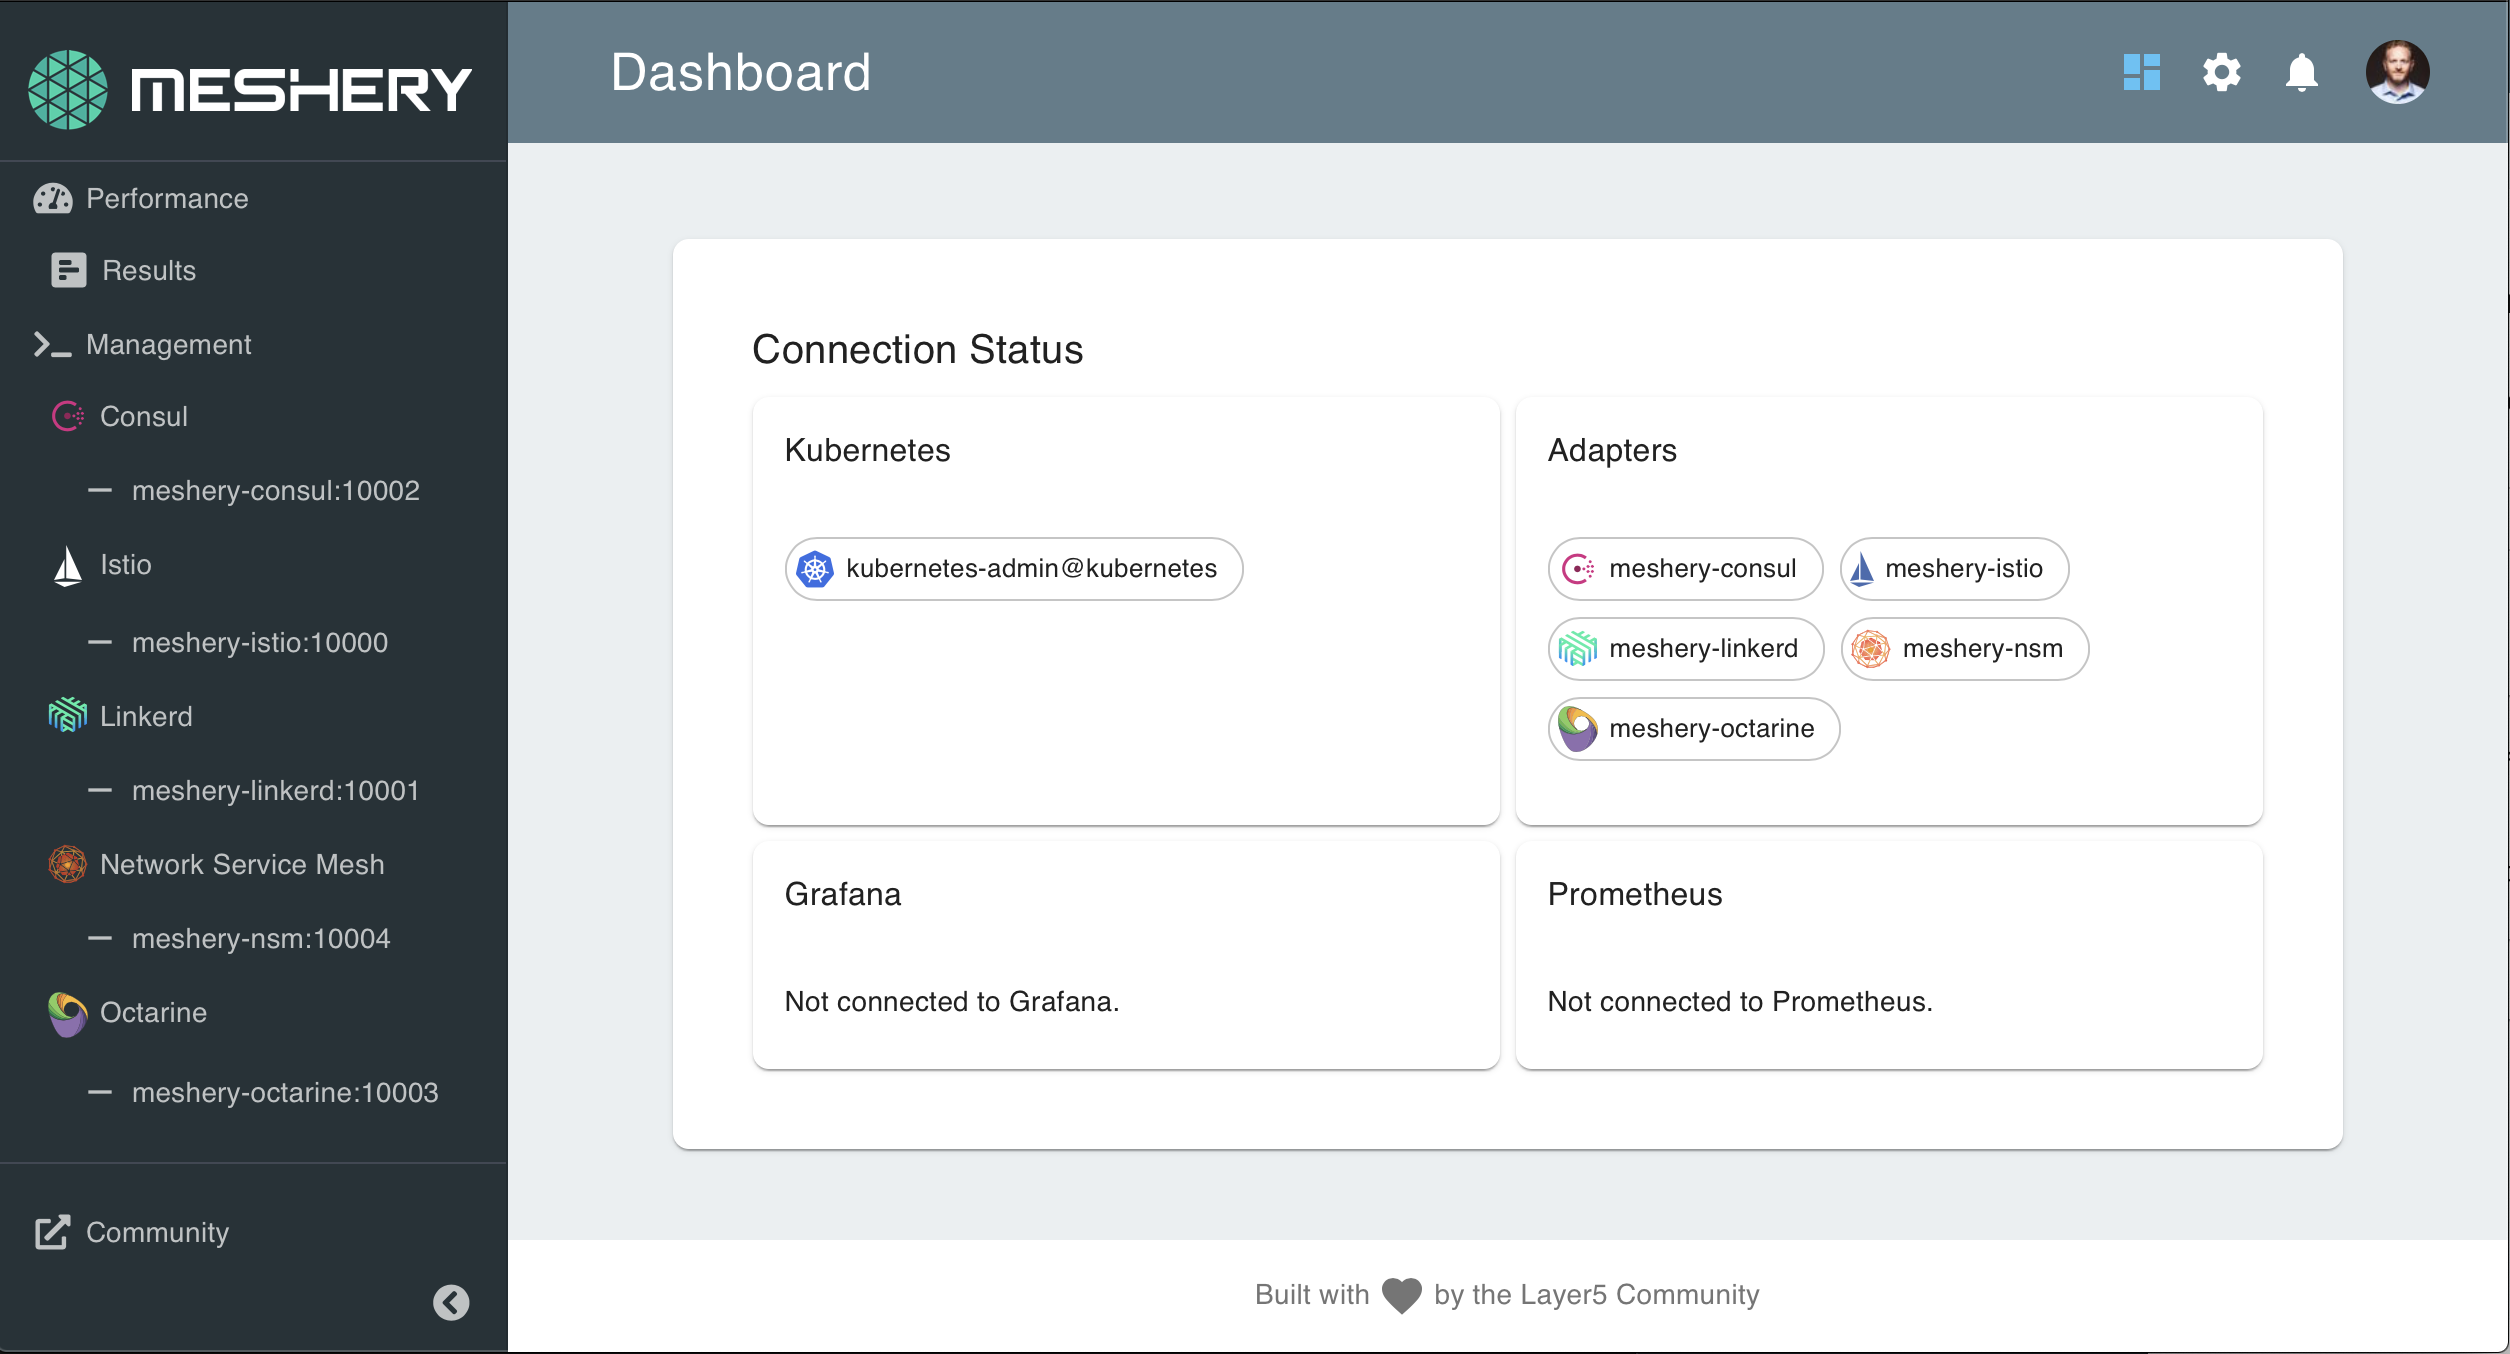 MESHERY
Performance
Results
Management
Consul
meshery-consul:10002
Istio
meshery-istio:10000
Linkerd
meshery-linkerd:10001
Network Service Mesh
meshery-nsm:10004
Octarine
meshery-octarine:10003
Community
Dashboard
Connection Status
Kubernetes
kubernetes-admin@kubernetes
Adapters
meshery-consul
meshery-istio
meshery-linkerd
meshery-nsm
meshery-octarine
Grafana
Not connected to Grafana.
Prometheus
Not connected to Prometheus.
Built with by the Layer5 Community